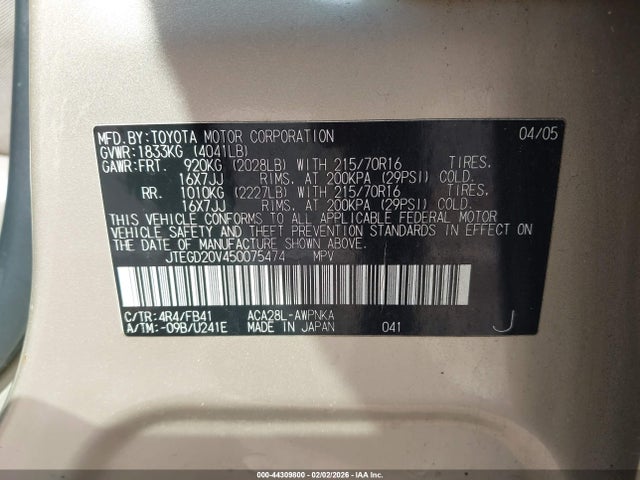 MFD.BY:TOYOTA MOTOR CORPORATION 04/05
GVWR:1833KG (4041LB)
GAWR:FRT. 920KG (2028LB) WITH 215/70R16 TIRES,
16X7JJ RIMS, AT 200KPA (29PSI) COLD.
RR. 1010KG (2227LB) WITH 215/70R16 TIRES,
16X7JJ RIMS, AT 200KPA (29PSI) COLD.
THIS VEHICLE CONFORMS TO ALL APPLICABLE FEDERAL MOTOR
VEHICLE SAFETY AND THEFT PREVENTION STANDARDS IN EFFECT ON
THE DATE OF MANUFACTURE SHOWN ABOVE.
JTEGD20V450075474 MPV
C/TR:4R4/FB41 ACA28L-AWPNKA
A/TM:-09B/U241E MADE IN JAPAN 041 J
000-44309800 - 02/02/2026 - IAA Inc.